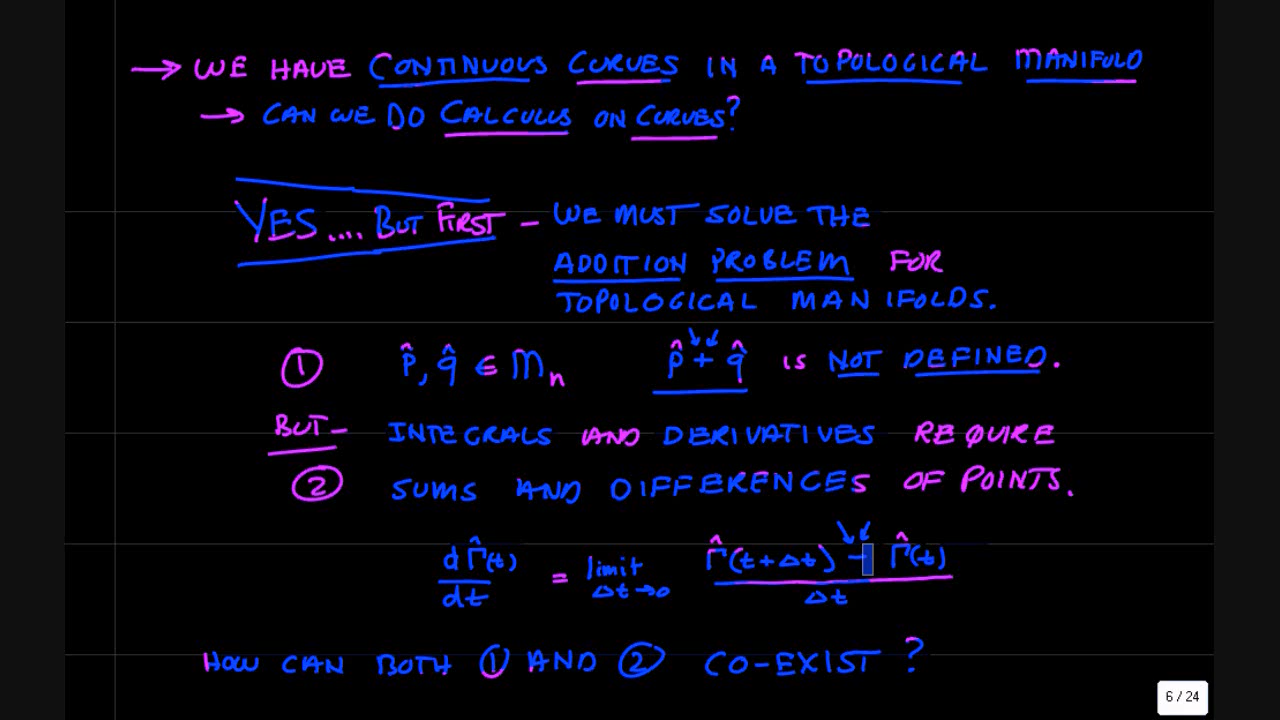 → WE HAVE CONTINUOUS CURVES IN A TOPOLOGICAL MANIFOLD
→ CAN WE DO CALCULUS ON CURVES?
YES.... BUT FIRST – WE MUST SOLVE THE
ADDITION PROBLEM FOR
TOPOLOGICAL MANIFOLDS.
① p̂, q̂ ∈ Mₙ p̂ + q̂ IS NOT DEFINED.
BUT – INTEGRALS AND DERIVATIVES REQUIRE
② SUMS AND DIFFERENCES OF POINTS.
dΓ̂(t)/dt = limit Δt→0 Γ̂(t+Δt) – Γ̂(t) / Δt
HOW CAN BOTH ① AND ② CO-EXIST?
6 / 24